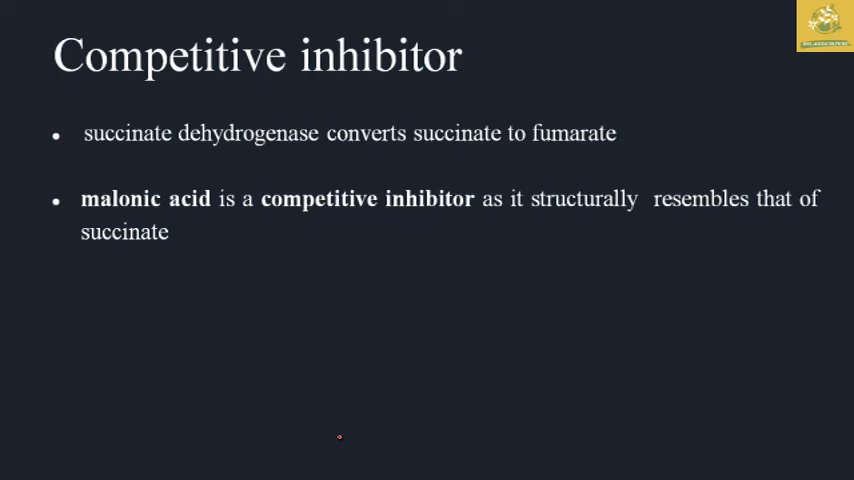 Competitive inhibitor
• succinate dehydrogenase converts succinate to fumarate
• malonic acid is a competitive inhibitor as it structurally resembles that of
succinate